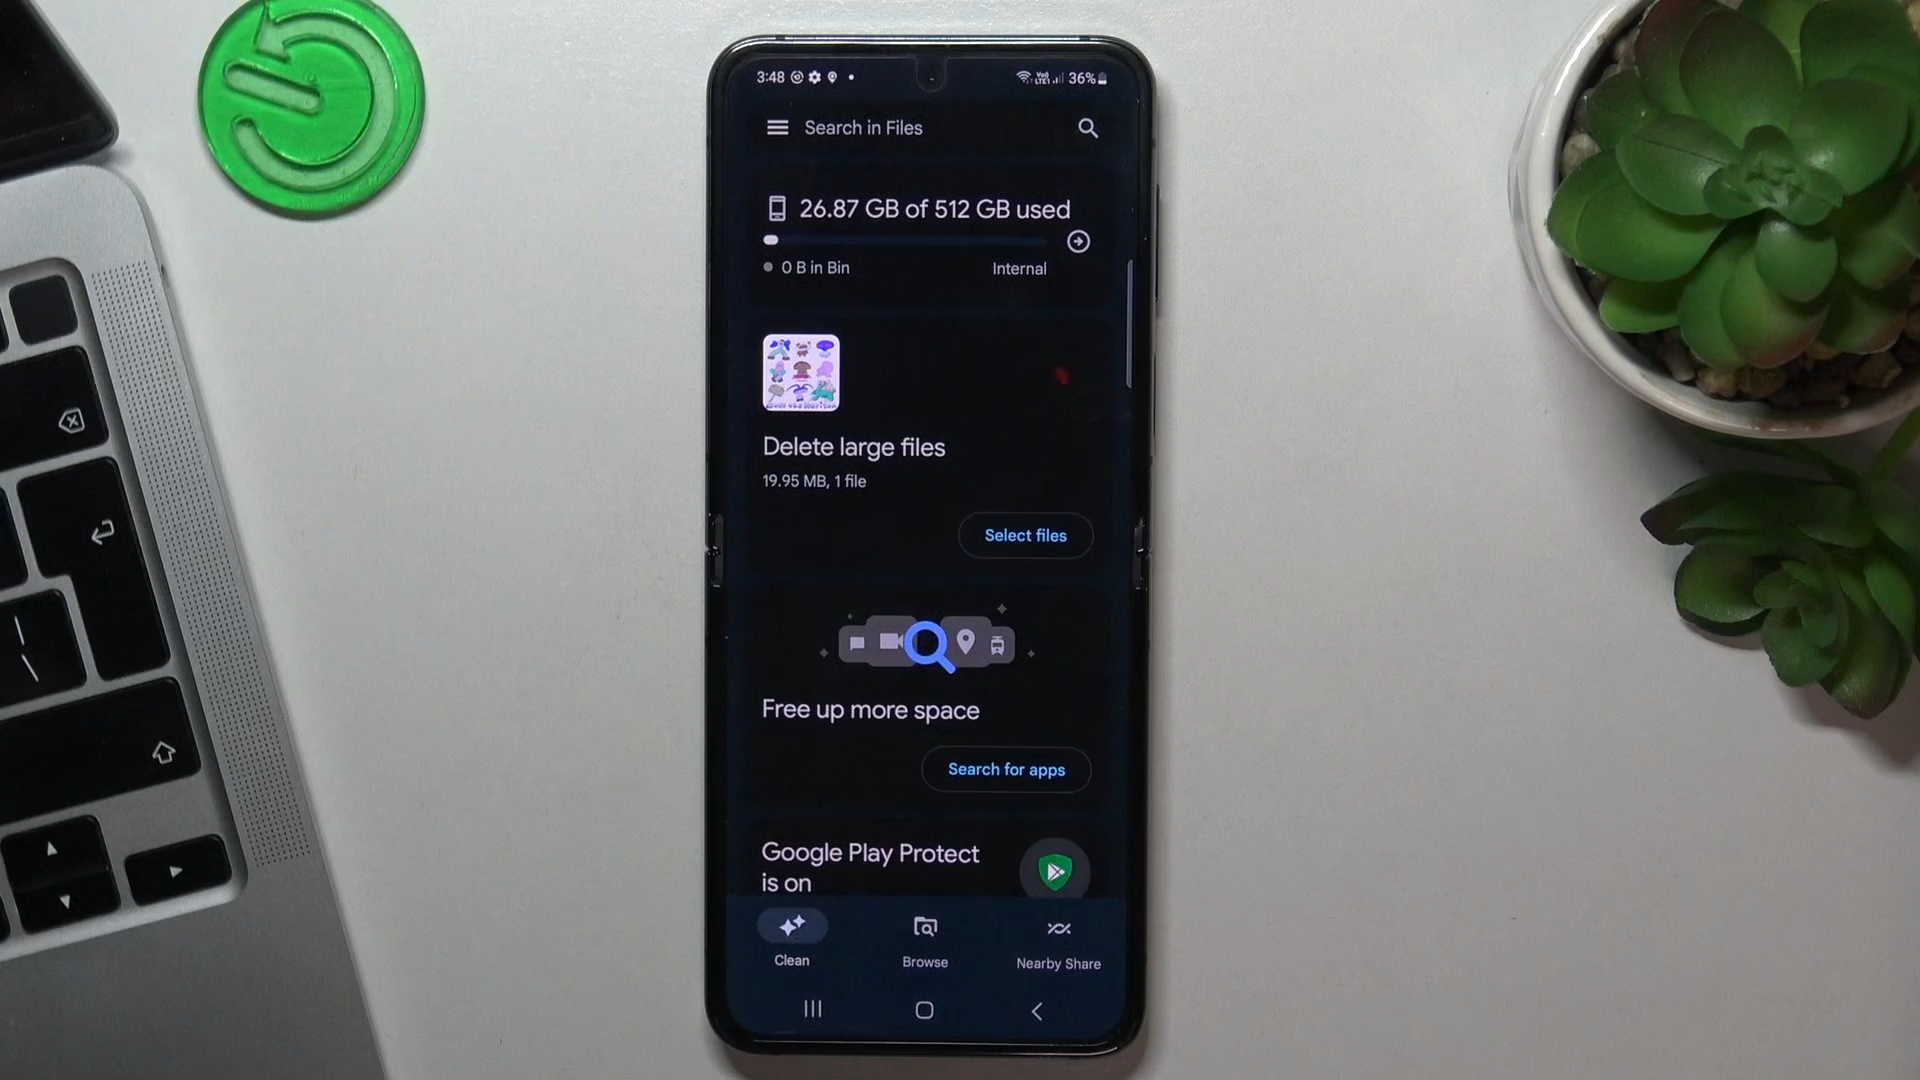 3:48
VoD LTE1 36%
Search in Files
26.87 GB of 512 GB used
0 B in Bin
Internal
Delete large files
19.95 MB, 1 file
Select files
Free up more space
Search for apps
Google Play Protect
is on
Clean
Browse
Nearby Share